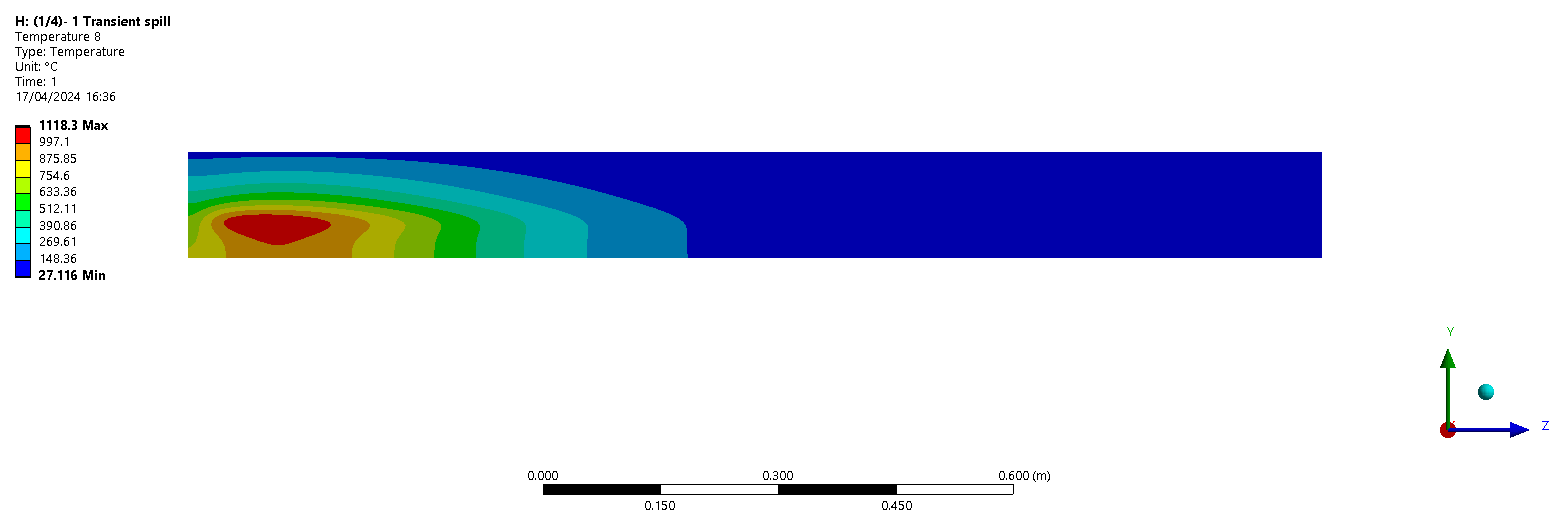 H: (1/4)- 1 Transient spill
Temperature 8
Type: Temperature
Unit: °C
Time: 1
17/04/2024 16:36
1118.3 Max
997.1
875.85
754.6
633.36
512.11
390.86
269.61
148.36
27.116 Min
Y
Z
0.000 0.300 0.600 (m)
0.150 0.450